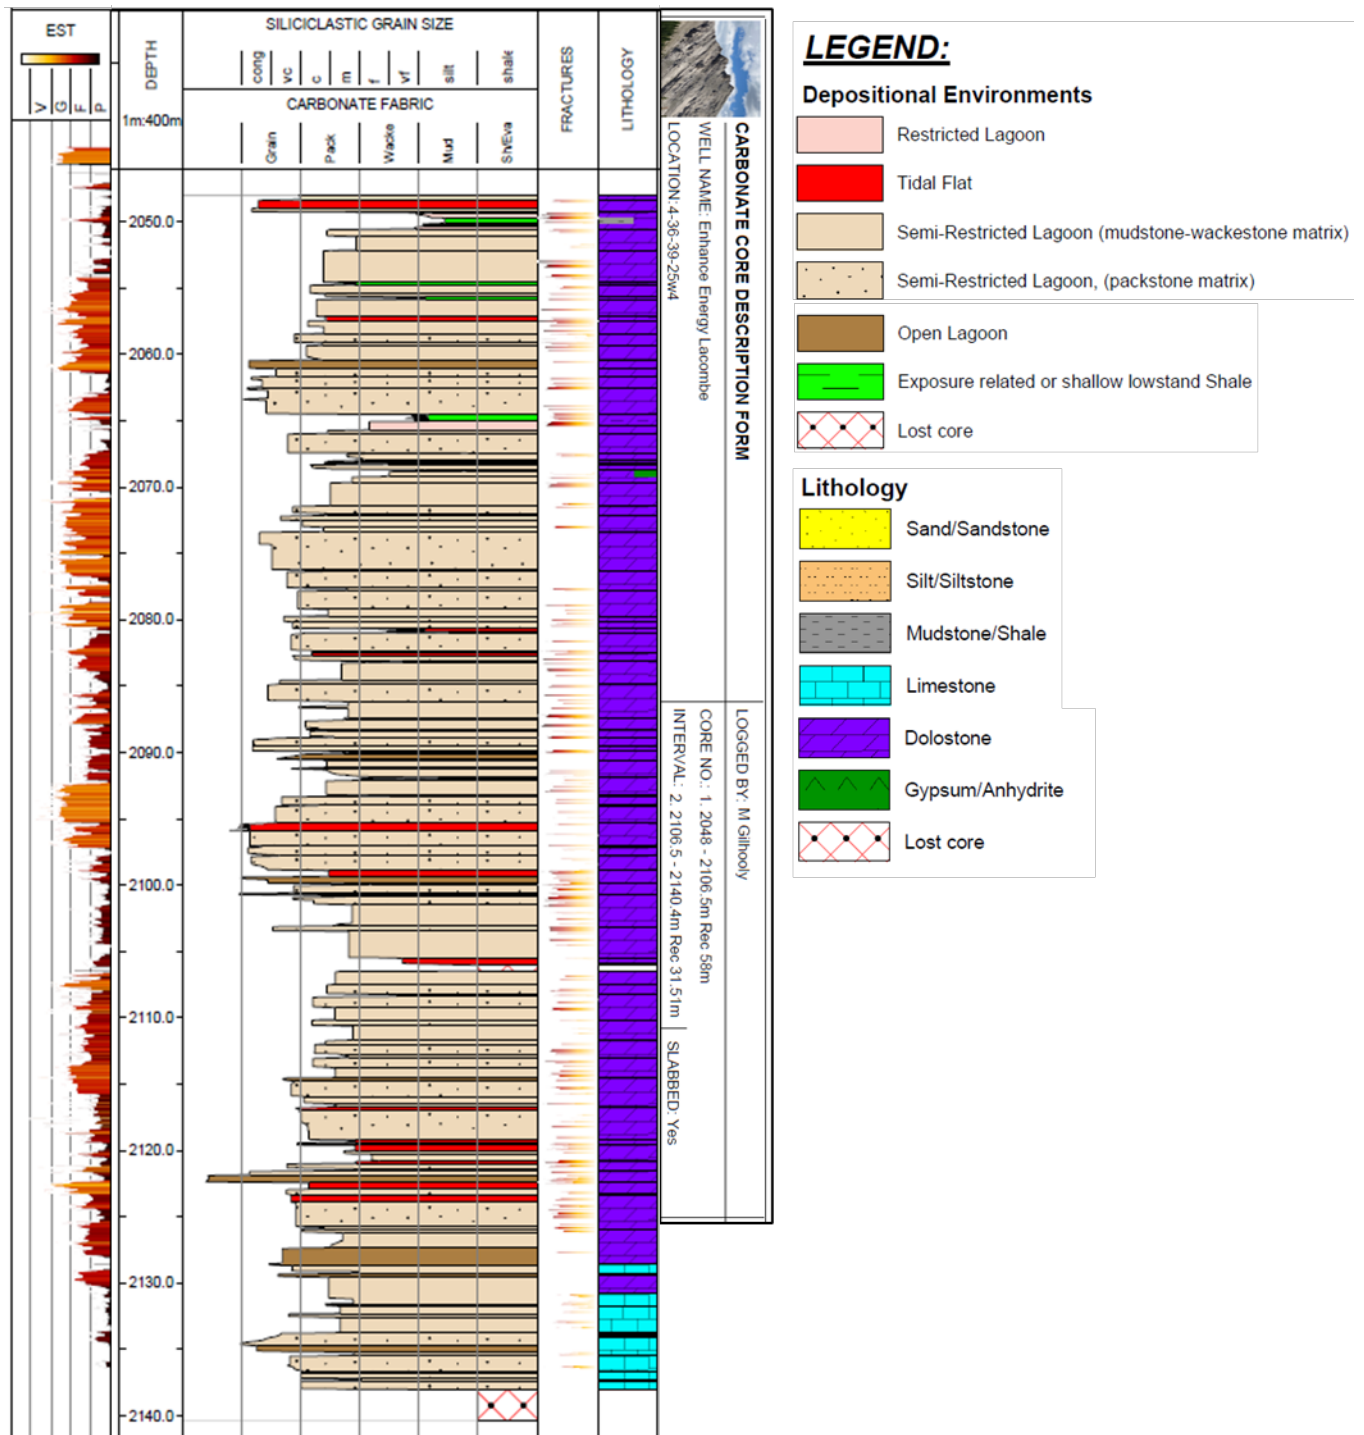 EST
V
G
F
P
DEPTH
1m:400m
SILICICLASTIC GRAIN SIZE
cong
vc
c
m
f
vf
silt
shale
CARBONATE FABRIC
Grain
Pack
Wacke
Mud
Sh/Eva
FRACTURES
LITHOLOGY
2050.0
2060.0
2070.0
2080.0
2090.0
2100.0
2110.0
2120.0
2130.0
2140.0
CARBONATE CORE DESCRIPTION FORM
WELL NAME: Enhance Energy Lacombe
LOCATION:4-36-39-25w4
LOGGED BY: M Gilhooly
CORE NO.: 1. 2048 - 2106.5m Rec 58m
INTERVAL: 2. 2106.5 - 2140.4m Rec 31.51m
SLABBED: Yes
LEGEND:
Depositional Environments
Restricted Lagoon
Tidal Flat
Semi-Restricted Lagoon (mudstone-wackestone matrix)
Semi-Restricted Lagoon, (packstone matrix)
Open Lagoon
Exposure related or shallow lowstand Shale
Lost core
Lithology
Sand/Sandstone
Silt/Siltstone
Mudstone/Shale
Limestone
Dolostone
Gypsum/Anhydrite
Lost core